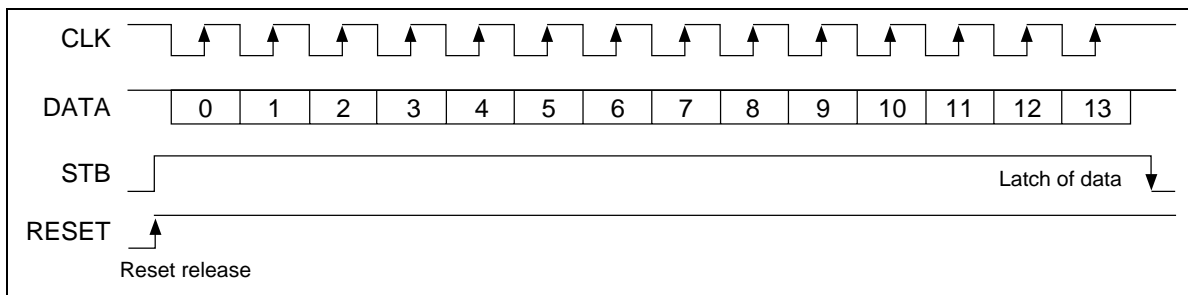 CLK
DATA 0 1 2 3 4 5 6 7 8 9 10 11 12 13
STB Latch of data
RESET
Reset release